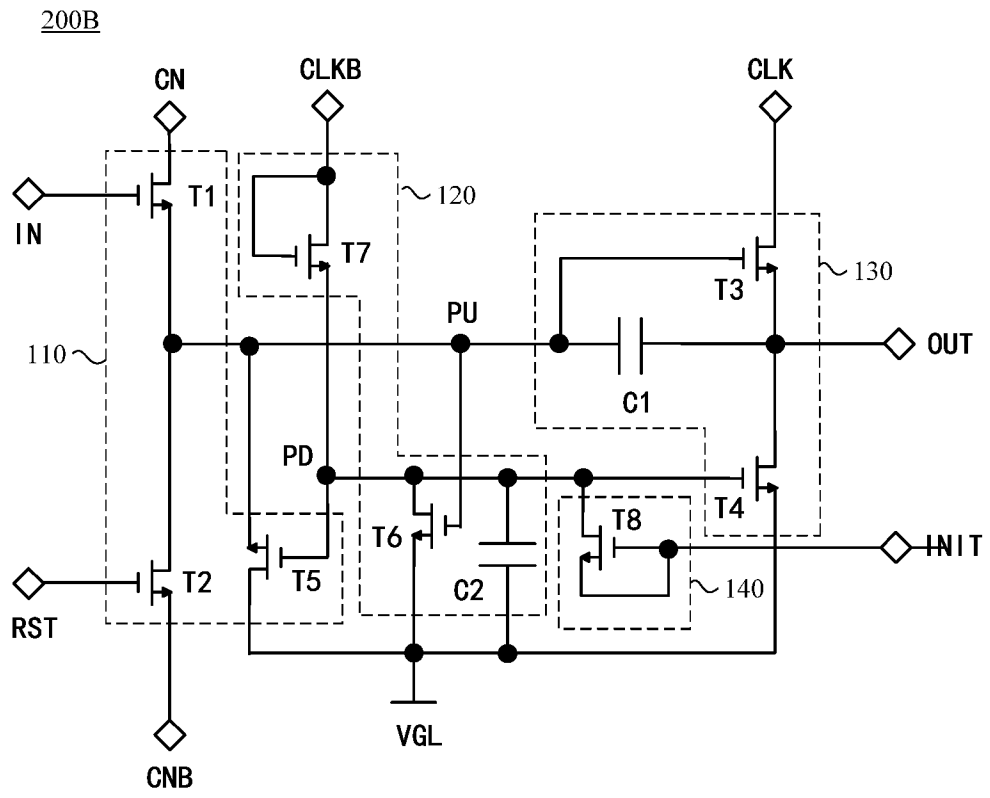 200B
CN
CLKB
CLK
IN
T1
120
T7
T3
130
PU
110
C1
OUT
PD
T6
T8
T4
RST
T2
T5
C2
140
INIT
VGL
CNB